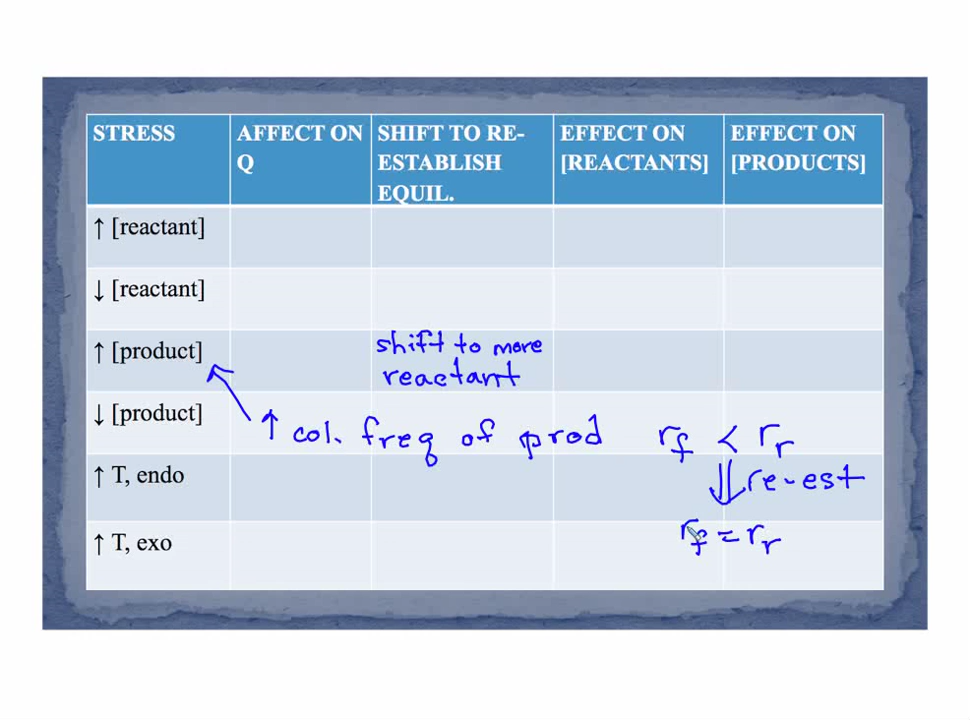 STRESS
AFFECT ON Q
SHIFT TO RE-ESTABLISH EQUIL.
EFFECT ON [REACTANTS]
EFFECT ON [PRODUCTS]
↑ [reactant]
↓ [reactant]
↑ [product]
shift to more
reactant
↓ [product]
↑ col. freq of prod
rf < rr
↑ T, endo
⇓ re-est
↑ T, exo
rf = rr